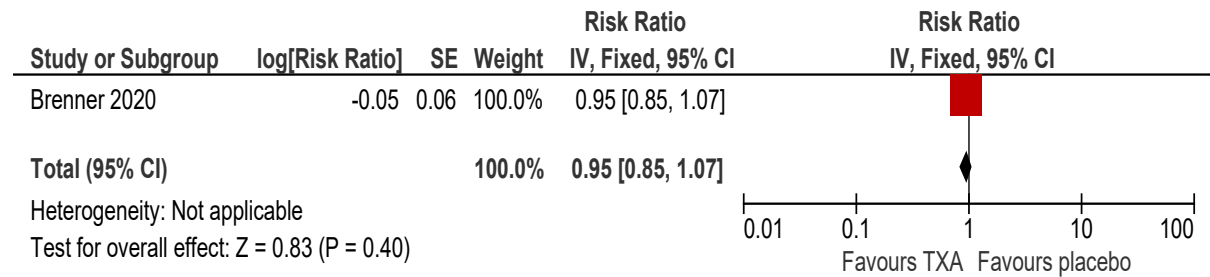 Risk Ratio Risk Ratio
Study or Subgroup log[Risk Ratio] SE Weight IV, Fixed, 95% CI IV, Fixed, 95% CI
Brenner 2020 -0.05 0.06 100.0% 0.95 [0.85, 1.07]
Total (95% CI) 100.0% 0.95 [0.85, 1.07]
Heterogeneity: Not applicable
Test for overall effect: Z = 0.83 (P = 0.40)
0.01 0.1 1 10 100
Favours TXA Favours placebo